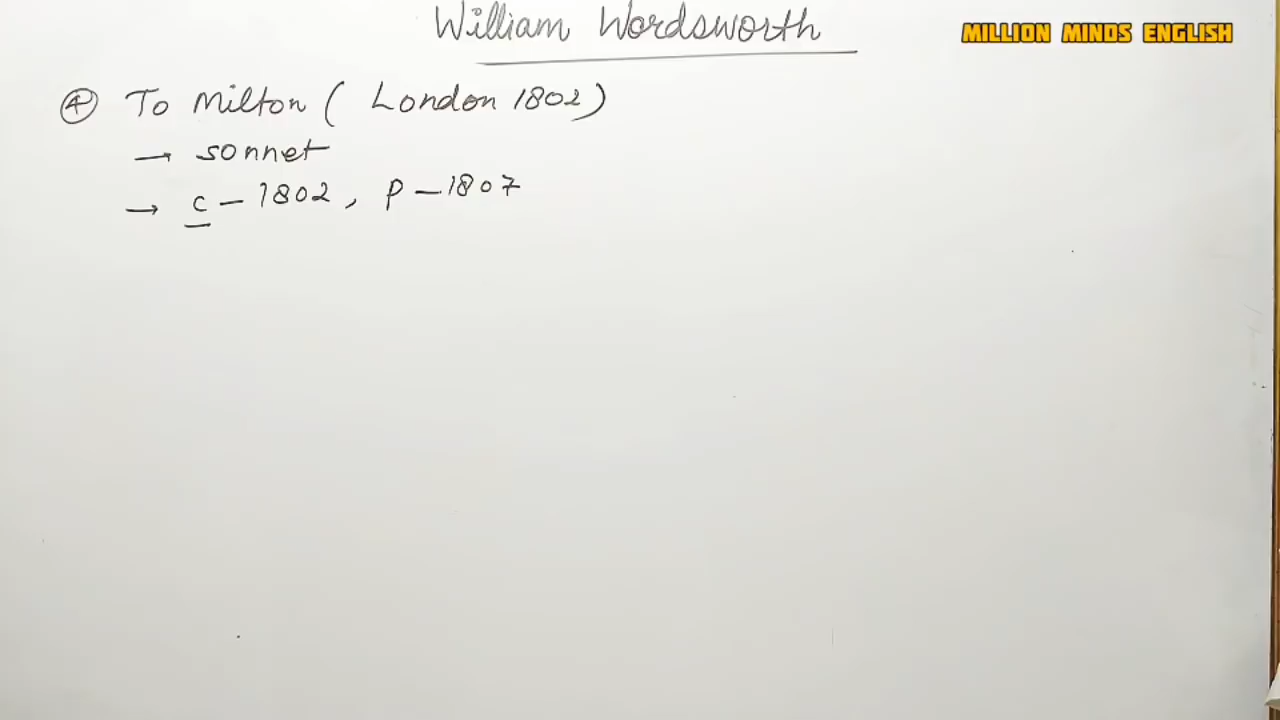 William Wordsworth
MILLION MINDS ENGLISH
④ To Milton ( London 1802)
→ sonnet
→ c - 1802, P - 1807